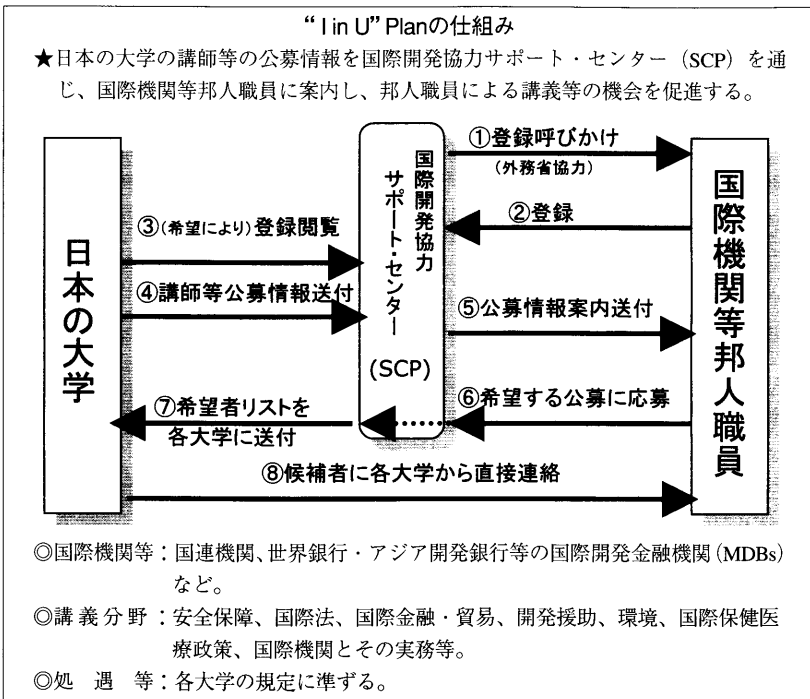 “I in U” Planの仕組み
★日本の大学の講師等の公募情報を国際開発協力サポート・センター（SCP）を通
じ、国際機関等邦人職員に案内し、邦人職員による講義等の機会を促進する。
日本の大学
国際開発協力
サポート・センター
(SCP)
国際機関等邦人職員
①登録呼びかけ
(外務省協力)
②登録
③(希望により)登録閲覧
④講師等公募情報送付
⑤公募情報案内送付
⑥希望する公募に応募
⑦希望者リストを
各大学に送付
⑧候補者に各大学から直接連絡
◎国際機関等：国連機関、世界銀行・アジア開発銀行等の国際開発金融機関（MDBs）
など。
◎講義分野：安全保障、国際法、国際金融・貿易、開発援助、環境、国際保健医
療政策、国際機関とその実務等。
◎処遇等：各大学の規定に準ずる。